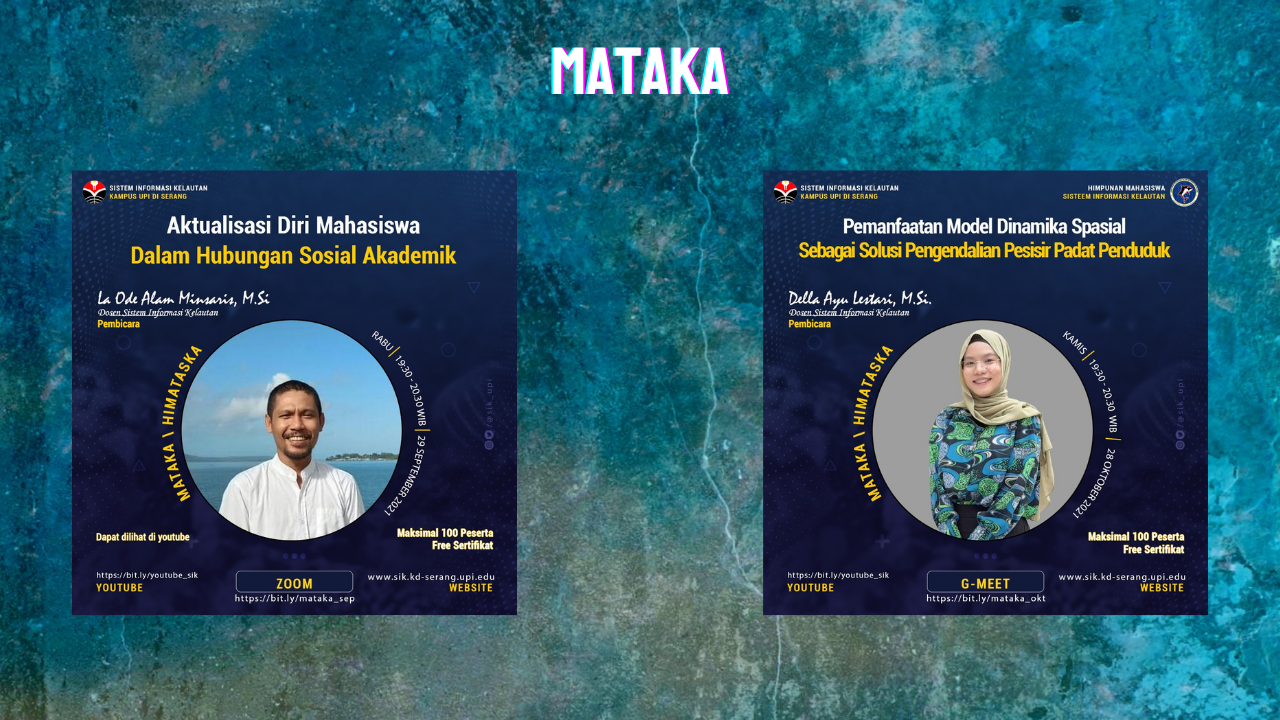 MATAKA
SISTEM INFORMASI KELAUTAN
KAMPUS UPI DI SERANG
Aktualisasi Diri Mahasiswa
Dalam Hubungan Sosial Akademik
La Ode Alam Minsaris, M.Si
Dosen Sistem Informasi Kelautan
Pembicara
MATAKA \ HIMATASKA
RABU | 19:30 - 20.30 WIB | 29 SEPTEMBER 2021
@sik_upi
Dapat dilihat di youtube
Maksimal 100 Peserta
Free Sertifikat
https://bit.ly/youtube_sik
YOUTUBE
ZOOM
https://bit.ly/mataka_sep
www.sik.kd-serang.upi.edu
WEBSITE
SISTEM INFORMASI KELAUTAN
KAMPUS UPI DI SERANG
HIMPUNAN MAHASISWA
SISTEEM INFORMASI KELAUTAN
Pemanfaatan Model Dinamika Spasial
Sebagai Solusi Pengendalian Pesisir Padat Penduduk
Della Ayu Lestari, M.Si.
Dosen Sistem Informasi Kelautan
Pembicara
MATAKA \ HIMATASKA
KAMIS | 19:30 - 20.30 WIB | 28 OKTOBER 2021
@sik_upi
Maksimal 100 Peserta
Free Sertifikat
https://bit.ly/youtube_sik
YOUTUBE
G-MEET
https://bit.ly/mataka_okt
www.sik.kd-serang.upi.edu
WEBSITE